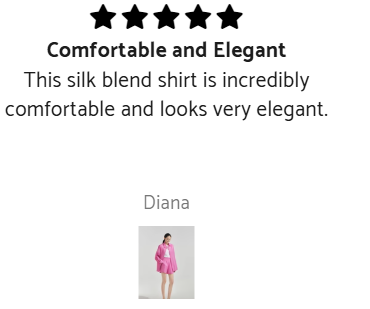 Comfortable and Elegant
This silk blend shirt is incredibly
comfortable and looks very elegant.
Diana